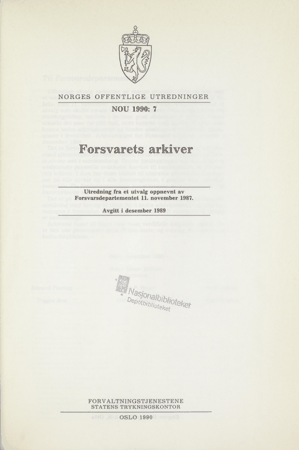 NORGES OFFENTLIGE UTREDNINGER
NOU 1990: 7
Forsvarets arkiver
Utredning fra et utvalg oppnevnt av
Forsvarsdepartementet 11. november 1987.
Avgitt i desember 1989
Nasjonalbiblioteket
Depotbiblioteket
FORVALTNINGSTJENESTENE
STATENS TRYKNINGSKONTOR
OSLO 1990